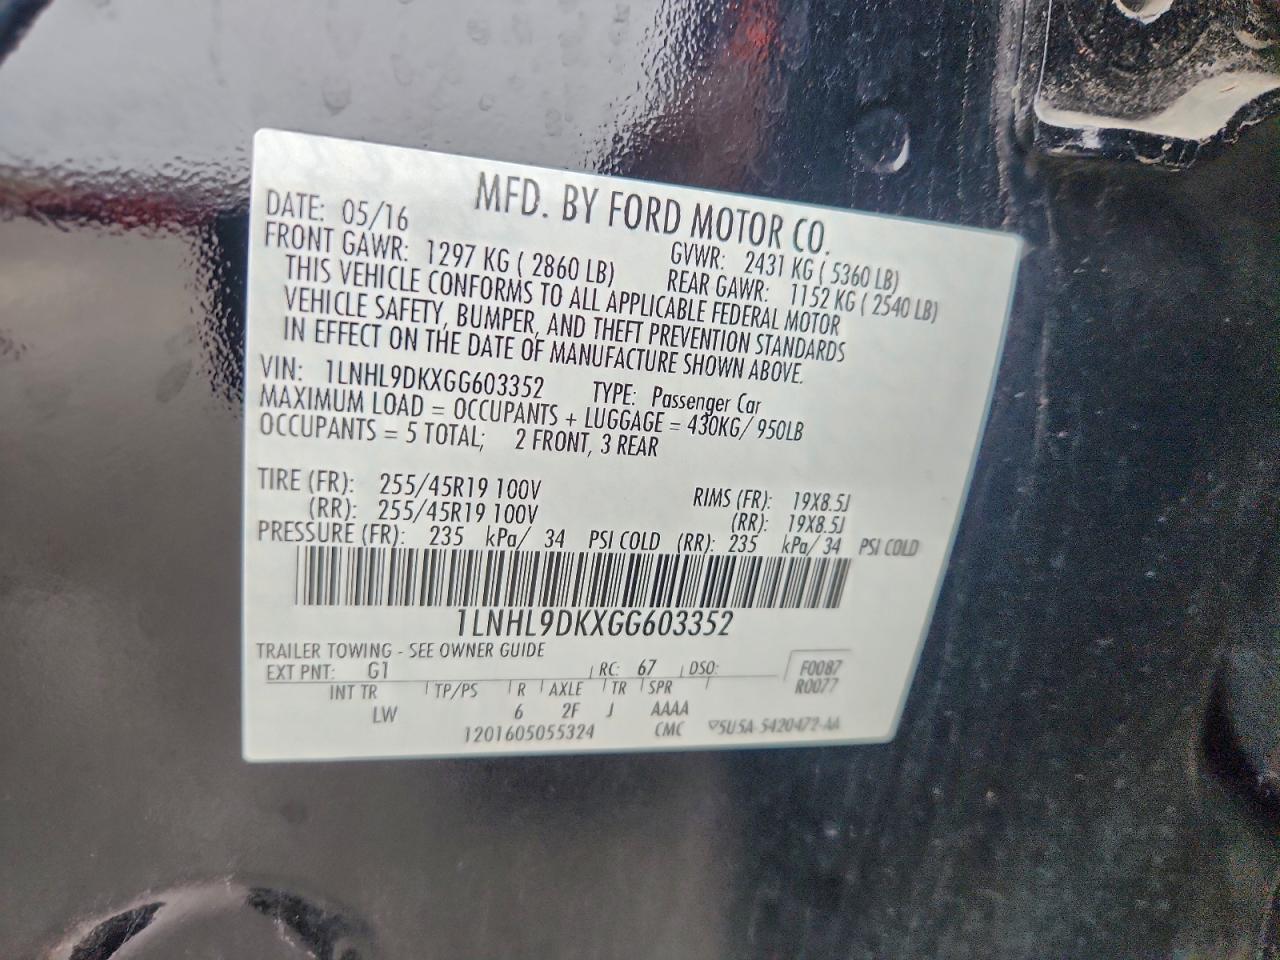 MFD. BY FORD MOTOR CO.
DATE: 05/16 GVWR: 2431 KG ( 5360 LB)
FRONT GAWR: 1297 KG ( 2860 LB) REAR GAWR: 1152 KG ( 2540 LB)
THIS VEHICLE CONFORMS TO ALL APPLICABLE FEDERAL MOTOR
VEHICLE SAFETY, BUMPER, AND THEFT PREVENTION STANDARDS
IN EFFECT ON THE DATE OF MANUFACTURE SHOWN ABOVE.
VIN: 1LNHL9DKXGG603352 TYPE: Passenger Car
MAXIMUM LOAD = OCCUPANTS + LUGGAGE = 430KG/ 950LB
OCCUPANTS = 5 TOTAL; 2 FRONT, 3 REAR
TIRE (FR): 255/45R19 100V RIMS (FR): 19X8.5J
(RR): 255/45R19 100V (RR): 19X8.5J
PRESSURE (FR): 235 kPa/ 34 PSI COLD (RR): 235 kPa/ 34 PSI COLD
1LNHL9DKXGG603352
TRAILER TOWING - SEE OWNER GUIDE
EXT PNT: G1 RC: 67 DSO: F0087
R0077
INT TR TP/PS R AXLE TR SPR
LW 6 2F J AAAA
1201605055324 CMC 5U5A-5420472-AA